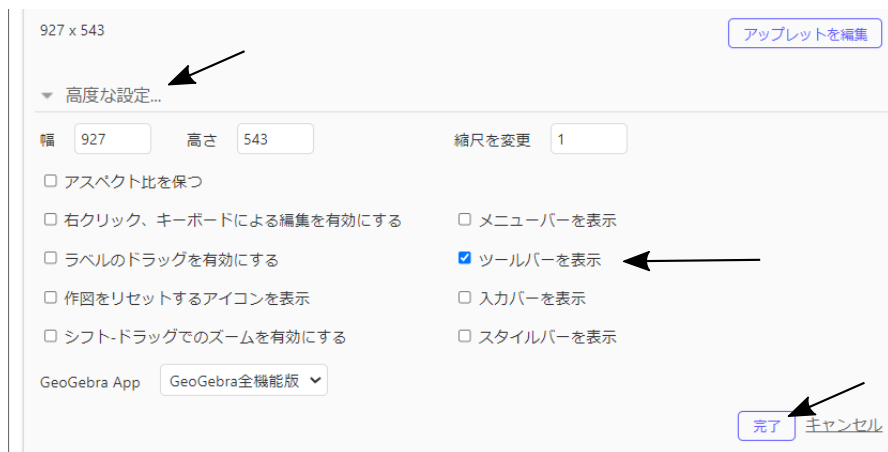 927 x 543 アップレットを編集
高度な設定...
幅 927 高さ 543 縮尺を変更 1
アスペクト比を保つ
右クリック、キーボードによる編集を有効にする メニューバーを表示
ラベルのドラッグを有効にする ツールバーを表示
作図をリセットするアイコンを表示 入力バーを表示
シフト-ドラッグでのズームを有効にする スタイルバーを表示
GeoGebra App GeoGebra全機能版
完了 キャンセル